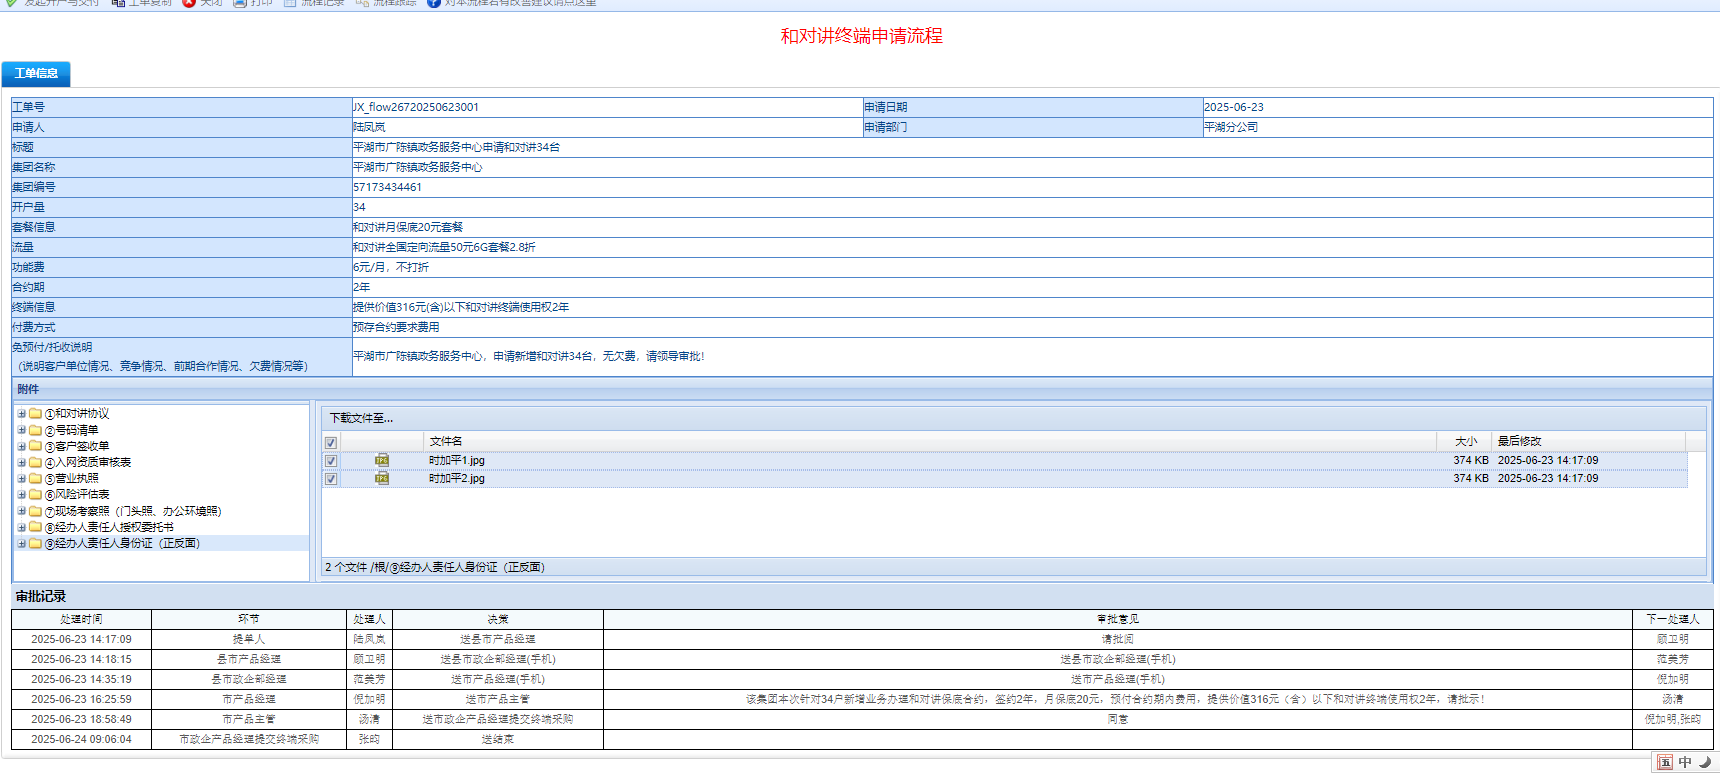 发起开户与交付 工单复制 关闭 打印 流程记录 流程跟踪 对本流程若有改善建议请点这里
和对讲终端申请流程
工单信息
工单号 JX_flow26720250623001 申请日期 2025-06-23
申请人 陆凤岚 申请部门 平湖分公司
标题 平湖市广陈镇政务服务中心申请和对讲34台
集团名称 平湖市广陈镇政务服务中心
集团编号 57173434461
开户量 34
套餐信息 和对讲月保底20元套餐
流量 和对讲全国定向流量50元6G套餐2.8折
功能费 6元/月，不打折
合约期 2年
终端信息 提供价值316元(含)以下和对讲终端使用权2年
付费方式 预存合约要求费用
免预付/托收说明
（说明客户单位情况、竞争情况、前期合作情况、欠费情况等） 平湖市广陈镇政务服务中心，申请新增和对讲34台，无欠费，请领导审批！
附件
①和对讲协议
②号码清单
③客户签收单
④入网资质审核表
⑤营业执照
⑥风险评估表
⑦现场考察照（门头照、办公环境照）
⑧经办人责任人授权委托书
⑨经办人责任人身份证（正反面）
下载文件至...
文件名 大小 最后修改
时加平1.jpg 374 KB 2025-06-23 14:17:09
时加平2.jpg 374 KB 2025-06-23 14:17:09
2 个文件 /根/⑨经办人责任人身份证（正反面）
审批记录
处理时间 环节 处理人 决策 审批意见 下一处理人
2025-06-23 14:17:09 提单人 陆凤岚 送县市产品经理 请批阅 顾卫明
2025-06-23 14:18:15 县市产品经理 顾卫明 送县市政企部经理(手机) 送县市政企部经理(手机) 范美芳
2025-06-23 14:35:19 县市政企部经理 范美芳 送市产品经理(手机) 送市产品经理(手机) 倪加明
2025-06-23 16:25:59 市产品经理 倪加明 送市产品主管 该集团本次针对34户新增业务办理和对讲保底合约，签约2年，月保底20元，预付合约期内费用，提供价值316元（含）以下和对讲终端使用权2年，请批示！ 汤清
2025-06-23 18:58:49 市产品主管 汤清 送市政企产品经理提交终端采购 同意 倪加明,张昀
2025-06-24 09:06:04 市政企产品经理提交终端采购 张昀 送结束
五 中